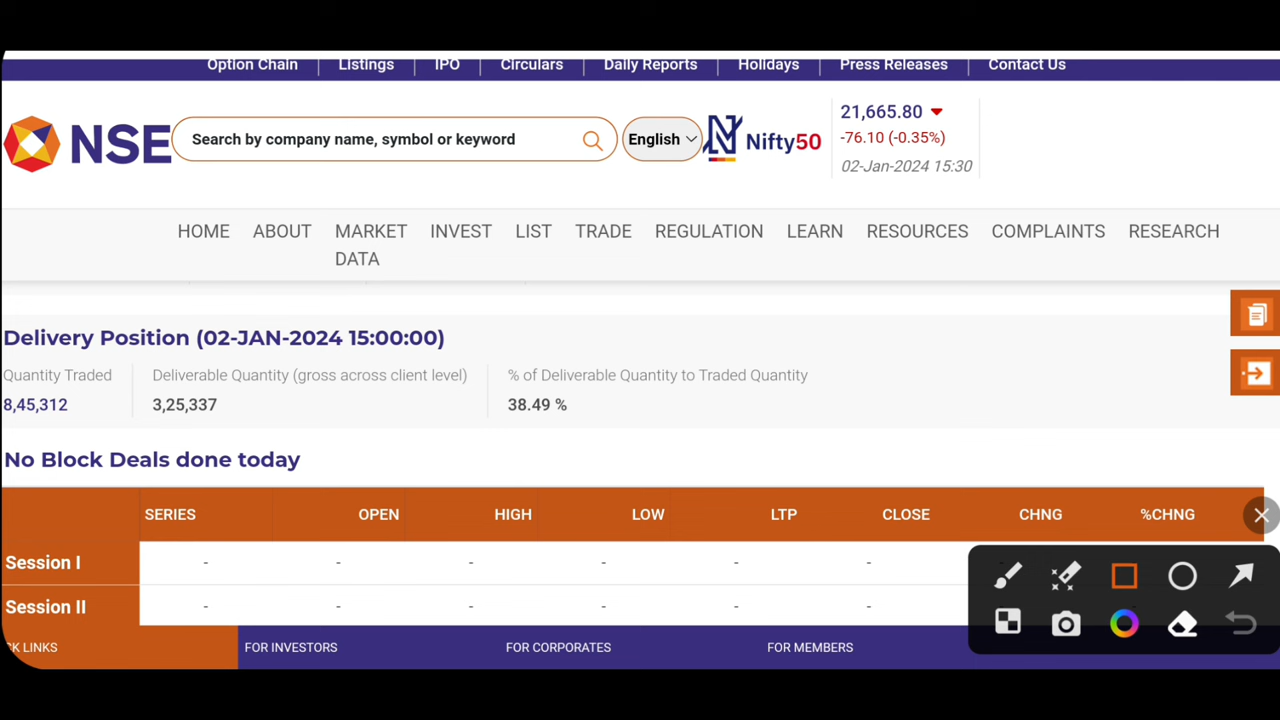 Option Chain Listings IPO Circulars Daily Reports Holidays Press Releases Contact Us
NSE
Search by company name, symbol or keyword
English
Nifty50
21,665.80
-76.10 (-0.35%)
02-Jan-2024 15:30
HOME ABOUT MARKET DATA INVEST LIST TRADE REGULATION LEARN RESOURCES COMPLAINTS RESEARCH
Delivery Position (02-JAN-2024 15:00:00)
Quantity Traded Deliverable Quantity (gross across client level) % of Deliverable Quantity to Traded Quantity
8,45,312 3,25,337 38.49 %
No Block Deals done today
SERIES OPEN HIGH LOW LTP CLOSE CHNG %CHNG
Session I - - - - - -
Session II - - - - - -
CK LINKS FOR INVESTORS FOR CORPORATES FOR MEMBERS